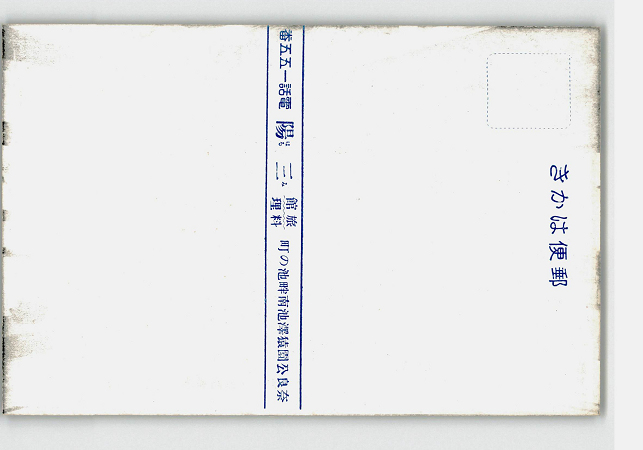 郵便はかき
奈良公園猿澤池南畔池の町
旅館
料理
三陽
電話一五五番